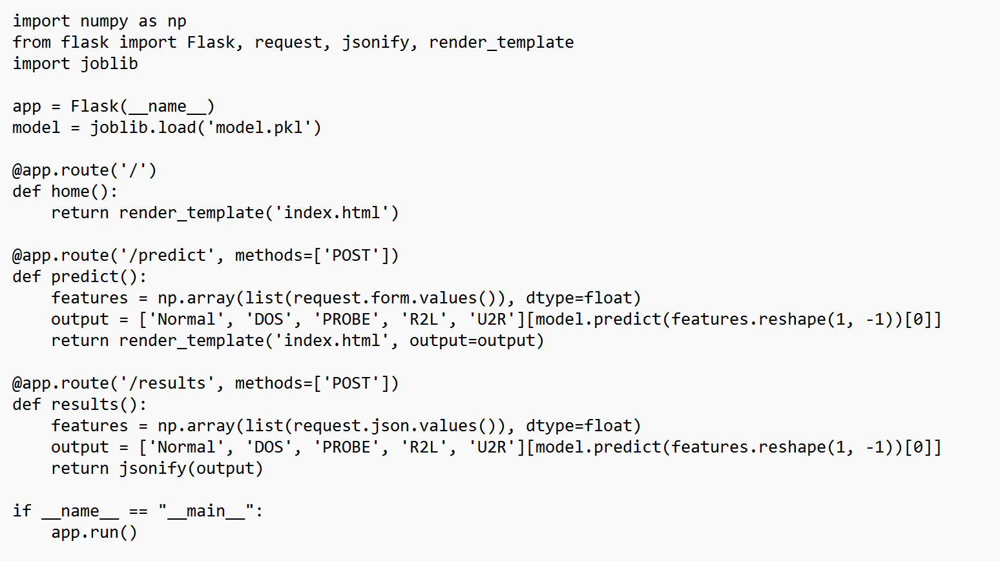 import numpy as np
from flask import Flask, request, jsonify, render_template
import joblib

app = Flask(__name__)
model = joblib.load('model.pkl')

@app.route('/')
def home():
    return render_template('index.html')

@app.route('/predict', methods=['POST'])
def predict():
    features = np.array(list(request.form.values()), dtype=float)
    output = ['Normal', 'DOS', 'PROBE', 'R2L', 'U2R'][model.predict(features.reshape(1, -1))[0]]
    return render_template('index.html', output=output)

@app.route('/results', methods=['POST'])
def results():
    features = np.array(list(request.json.values()), dtype=float)
    output = ['Normal', 'DOS', 'PROBE', 'R2L', 'U2R'][model.predict(features.reshape(1, -1))[0]]
    return jsonify(output)

if __name__ == "__main__":
    app.run()